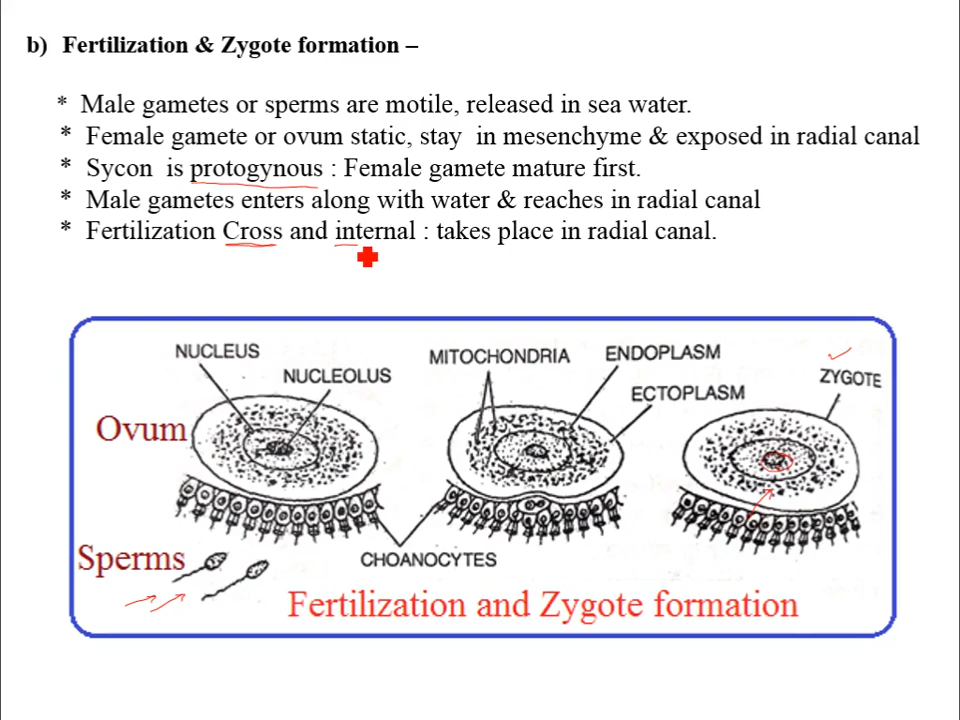 b) Fertilization & Zygote formation –
* Male gametes or sperms are motile, released in sea water.
* Female gamete or ovum static, stay in mesenchyme & exposed in radial canal
* Sycon is protogynous : Female gamete mature first.
* Male gametes enters along with water & reaches in radial canal
* Fertilization Cross and internal : takes place in radial canal.
NUCLEUS
NUCLEOLUS
MITOCHONDRIA
ENDOPLASM
ECTOPLASM
ZYGOTE
Ovum
Sperms
CHOANOCYTES
Fertilization and Zygote formation